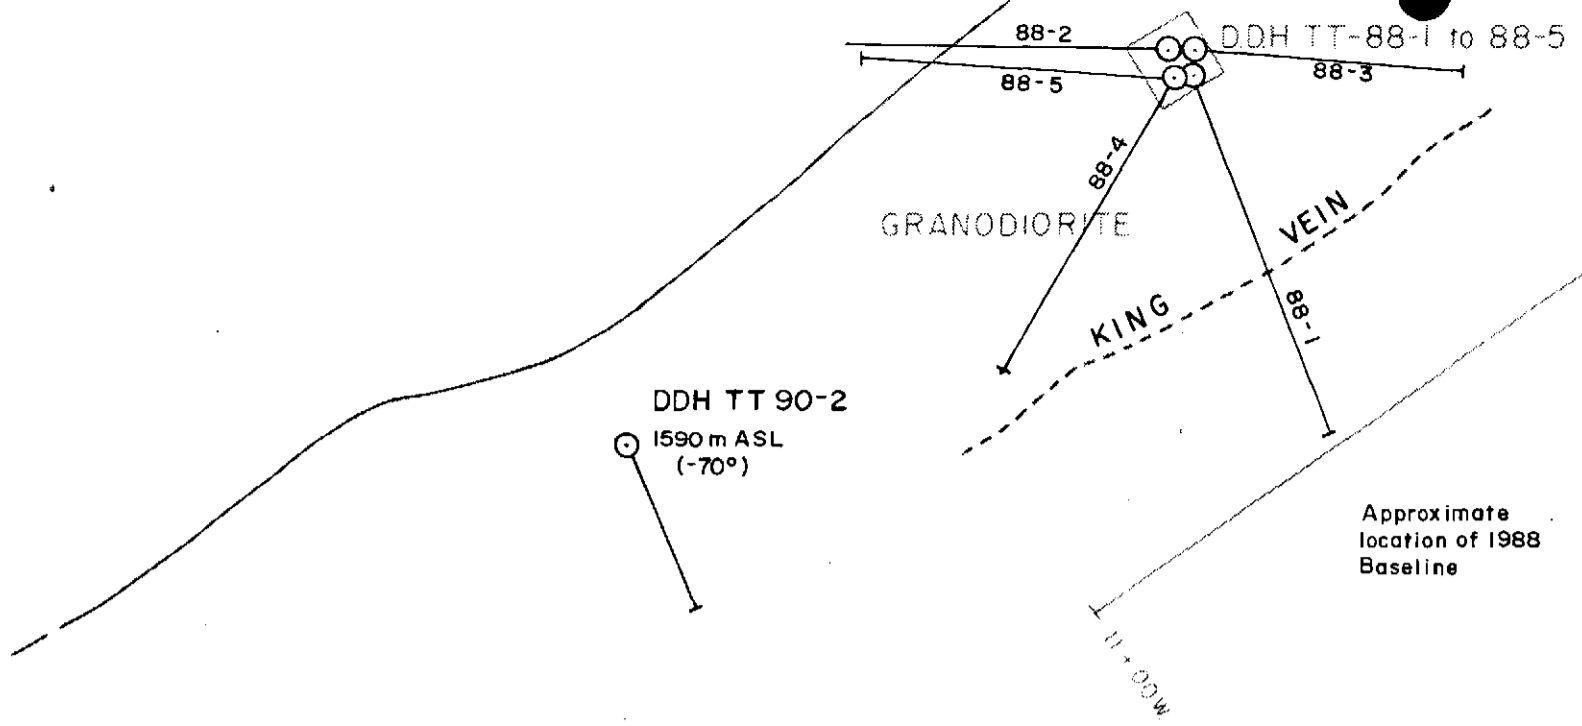 88-2
D.D.H TT-88-1 to 88-5
88-5
88-3
88-4
GRANODIORITE
VEIN
KING
88-1
DDH TT 90-2
1590 m ASL
(-70°)
Approximate
location of 1988
Baseline
11+00W